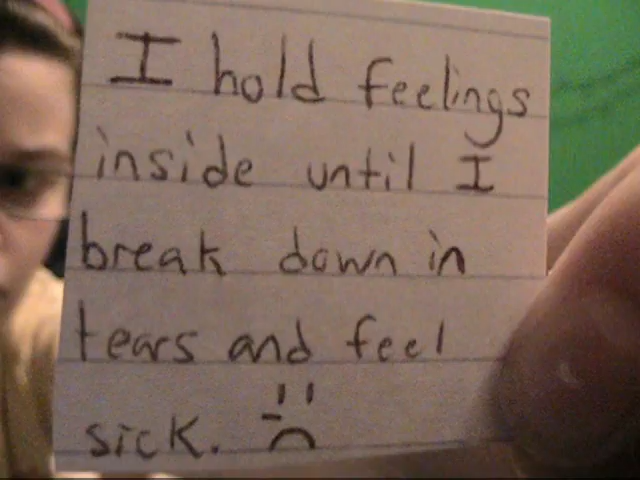 I hold feelings
inside until I
break down in
tears and feel
sick.